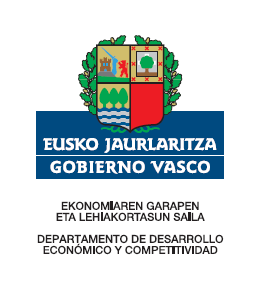 EUSKO JAURLARITZA
GOBIERNO VASCO
EKONOMIAREN GARAPEN
ETA LEHIAKORTASUN SAILA
DEPARTAMENTO DE DESARROLLO
ECONÓMICO Y COMPETITIVIDAD